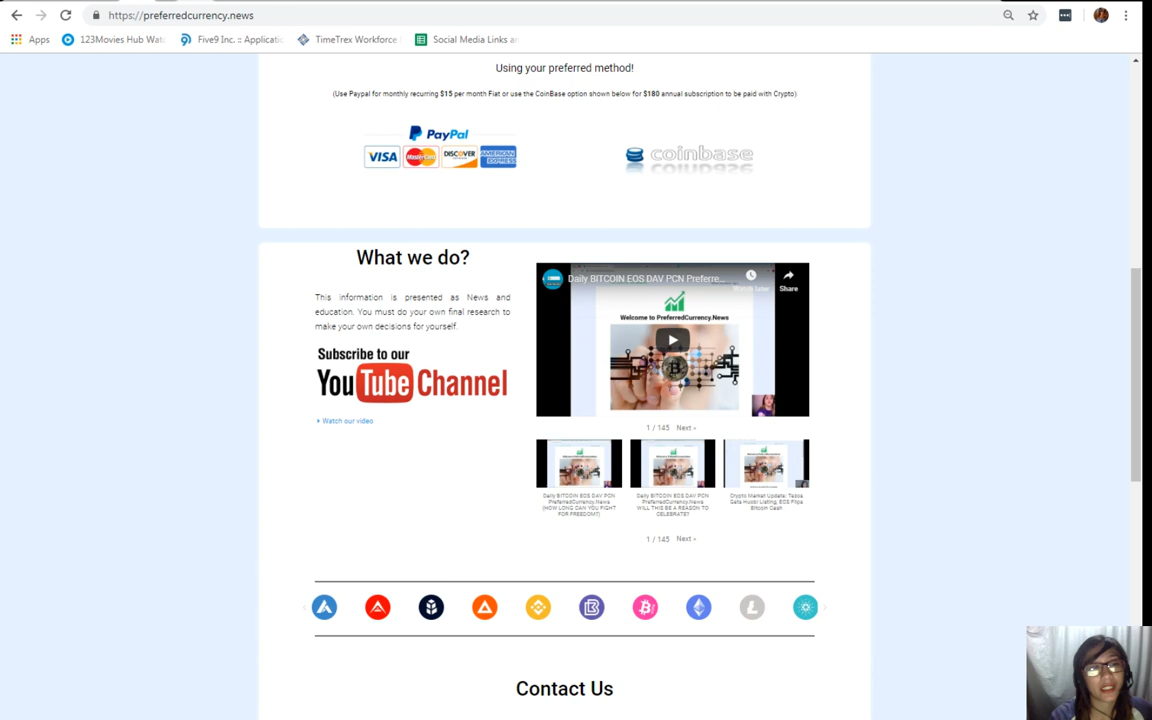 https://preferredcurrency.news
Apps
123Movies Hub Wat
Five9 Inc. :: Applicati
TimeTrex Workforce
Social Media Links an
Using your preferred method!
(Use Paypal for monthly recurring $15 per month Fiat or use the CoinBase option shown below for $180 annual subscription to be paid with Crypto)
PayPal
VISA
MasterCard
DISCOVER
AMERICAN EXPRESS
coinbase
What we do?
This information is presented as News and
education. You must do your own final research to
make your own decisions for yourself.
Subscribe to our
YouTube Channel
Watch our video
Daily BITCOIN EOS DAV PCN Preferre...
Watch later
Share
Welcome to PreferredCurrency.News
1 / 145 Next »
Daily BITCOIN EOS DAV PCN
PreferredCurrency.News
(HOW LONG CAN YOU FIGHT
FOR FREEDOM?)
Daily BITCOIN EOS DAV PCN
PreferredCurrency.News
WILL THIS BE A REASON TO
CELEBRATE?
Crypto Market Update: Tezos
Gets Huobi Listing, EOS Flips
Bitcoin Cash
1 / 145 Next »
Contact Us